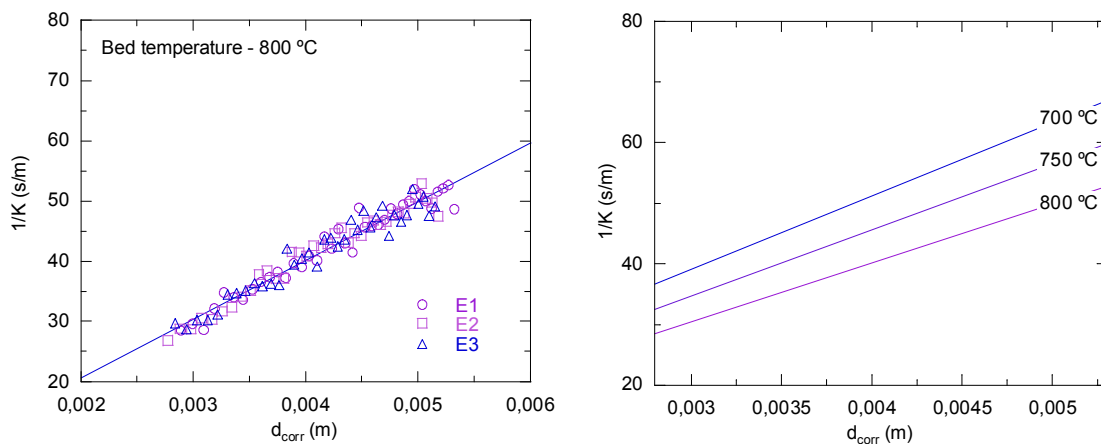 80
70
60
50
40
30
20
1/K (s/m)
Bed temperature - 800 ºC
E1
E2
E3
0,002 0,003 0,004 0,005 0,006
d_corr (m)
80
60
40
20
1/K (s/m)
700 ºC
750 ºC
800 ºC
0,003 0,0035 0,004 0,0045 0,005
d_corr (m)